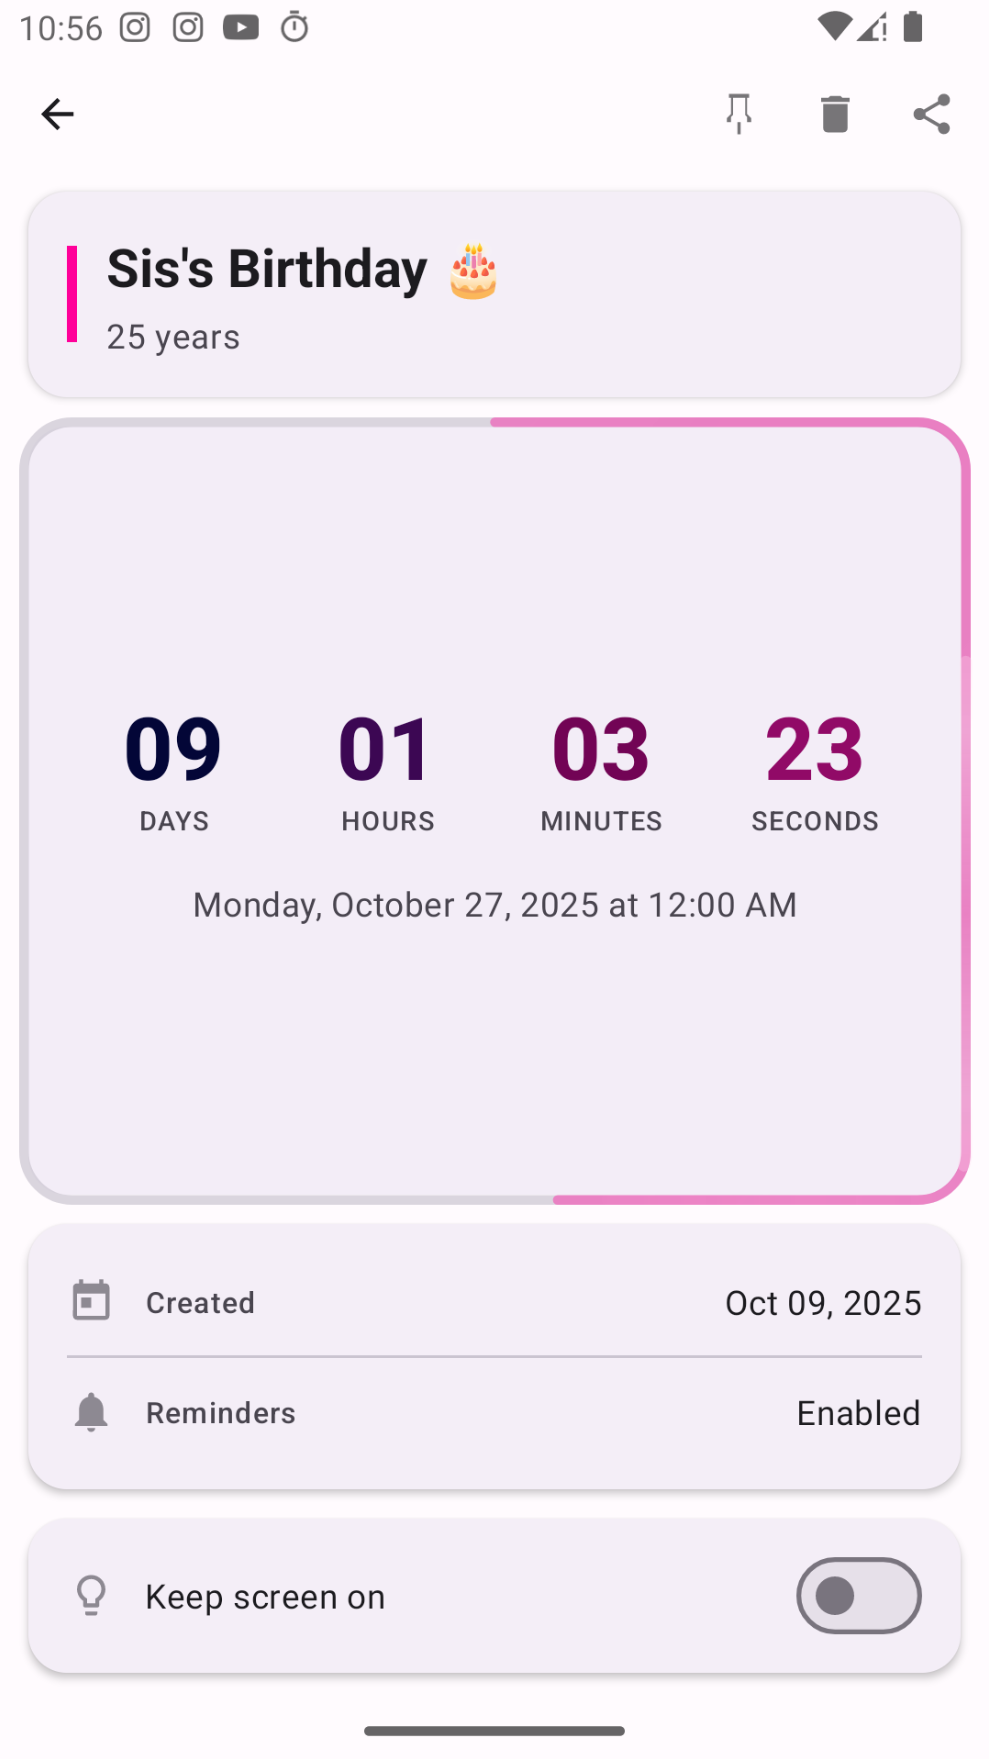 10:56
Sis's Birthday 🎂
25 years
09 01 03 23
DAYS HOURS MINUTES SECONDS
Monday, October 27, 2025 at 12:00 AM
Created Oct 09, 2025
Reminders Enabled
Keep screen on